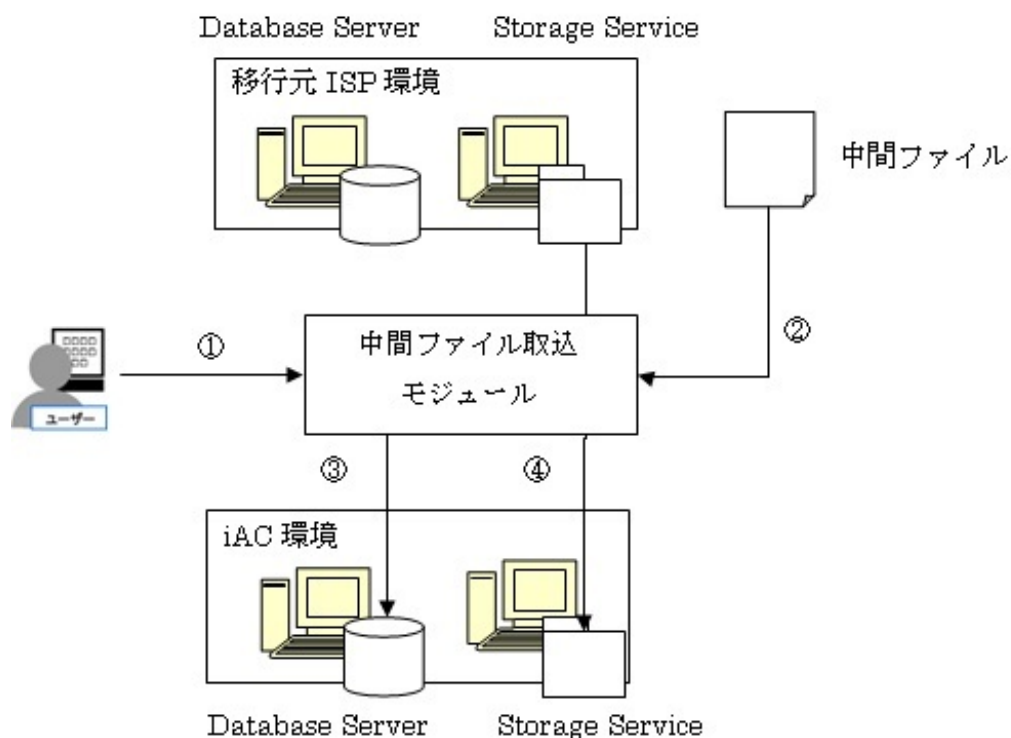 Database Server
Storage Service
移行元 ISP 環境
中間ファイル
①
中間ファイル取込
モジュール
②
ユーザー
③
④
iAC 環境
Database Server
Storage Service